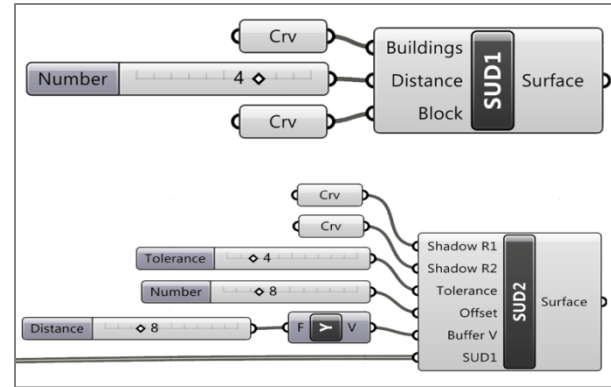 Crv
Number 4
Crv
Buildings
Distance
Block
SUD1
Surface
Crv
Crv
Tolerance 4
Number 8
Distance 8
F Y V
Shadow R1
Shadow R2
Tolerance
Offset
Buffer V
SUD1
SUD2
Surface